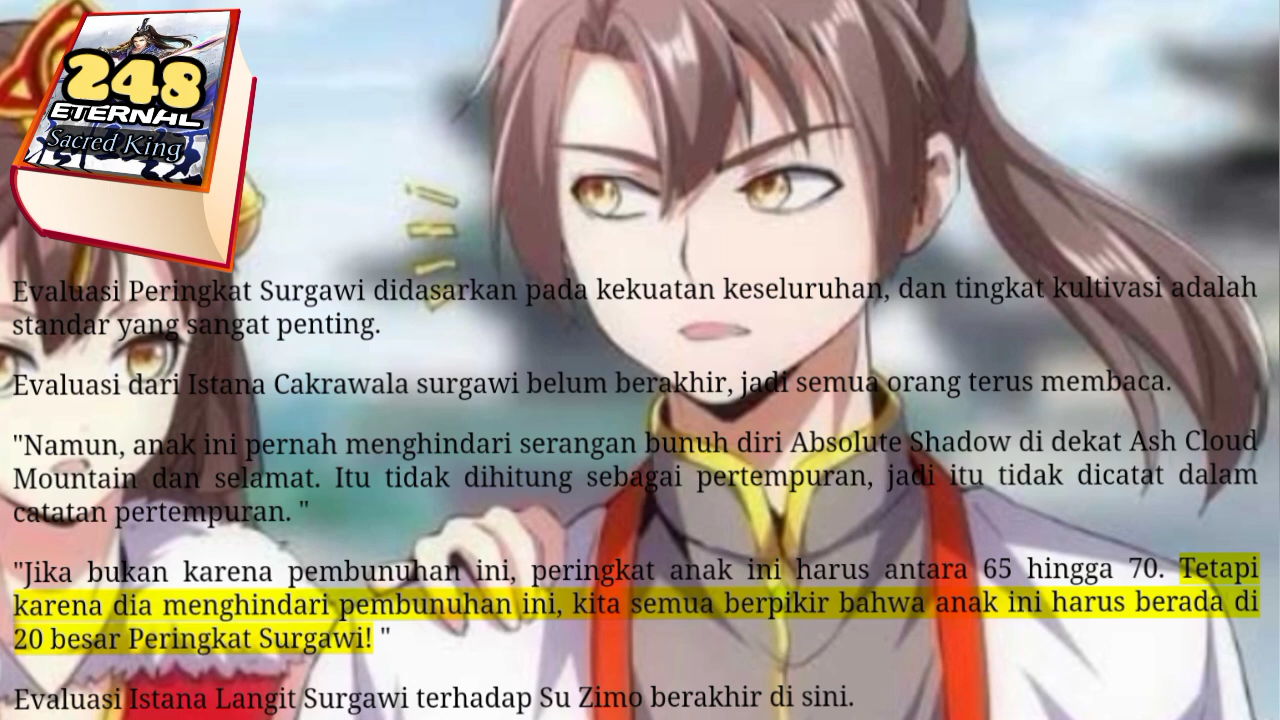 248
ETERNAL
Sacred King
Evaluasi Peringkat Surgawi didasarkan pada kekuatan keseluruhan, dan tingkat kultivasi adalah
standar yang sangat penting.
Evaluasi dari Istana Cakrawala surgawi belum berakhir, jadi semua orang terus membaca.
"Namun, anak ini pernah menghindari serangan bunuh diri Absolute Shadow di dekat Ash Cloud
Mountain dan selamat. Itu tidak dihitung sebagai pertempuran, jadi itu tidak dicatat dalam
catatan pertempuran. "
"Jika bukan karena pembunuhan ini, peringkat anak ini harus antara 65 hingga 70. Tetapi
karena dia menghindari pembunuhan ini, kita semua berpikir bahwa anak ini harus berada di
20 besar Peringkat Surgawi! "
Evaluasi Istana Langit Surgawi terhadap Su Zimo berakhir di sini.